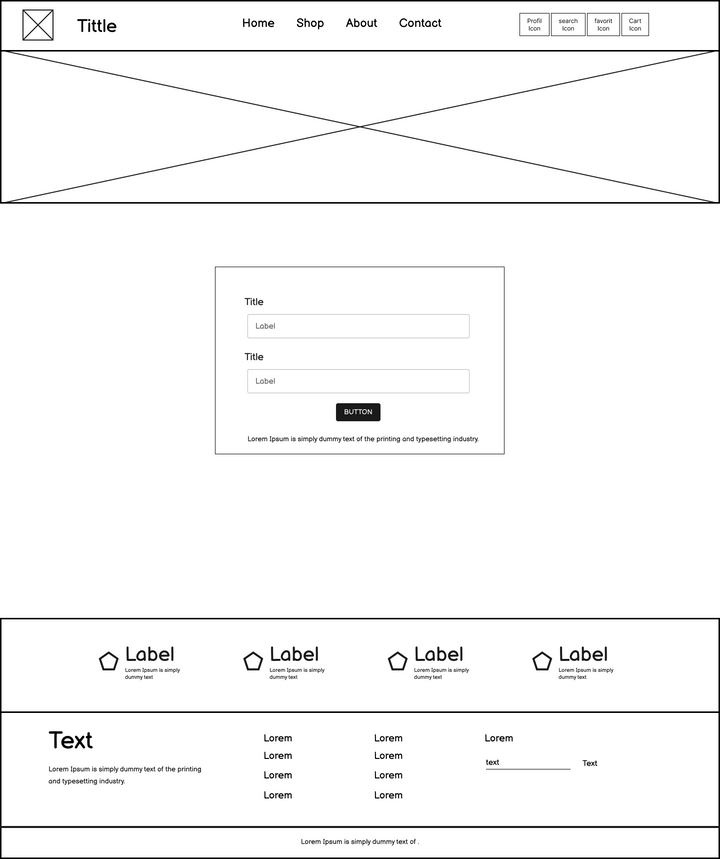 Tittle
Home Shop About Contact
Profil
Icon
search
Icon
favorit
Icon
Cart
Icon
Title
Label
Title
Label
BUTTON
Lorem Ipsum is simply dummy text of the printing and typesetting industry.
Label
Lorem Ipsum is simply
dummy text
Label
Lorem Ipsum is simply
dummy text
Label
Lorem Ipsum is simply
dummy text
Label
Lorem Ipsum is simply
dummy text
Text
Lorem Ipsum is simply dummy text of the printing
and typesetting industry.
Lorem
Lorem
Lorem
Lorem
Lorem
Lorem
Lorem
Lorem
Lorem
text
Text
Lorem Ipsum is simply dummy text of .